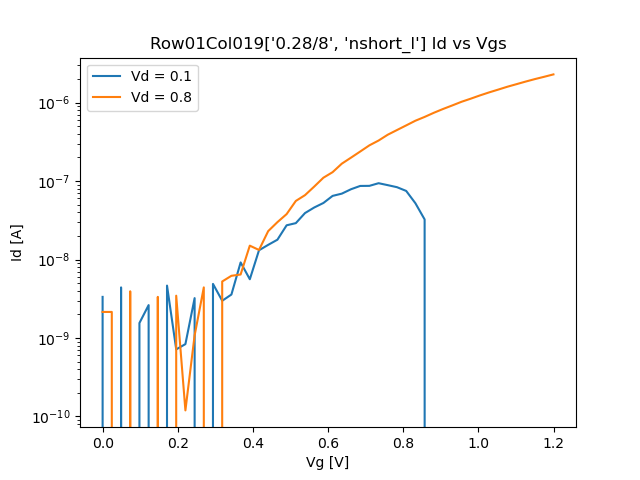 Row01Col019['0.28/8', 'nshort_l'] Id vs Vgs
Vd = 0.1
Vd = 0.8
Id [A]
10⁻⁶
10⁻⁷
10⁻⁸
10⁻⁹
10⁻¹⁰
0.0 0.2 0.4 0.6 0.8 1.0 1.2
Vg [V]